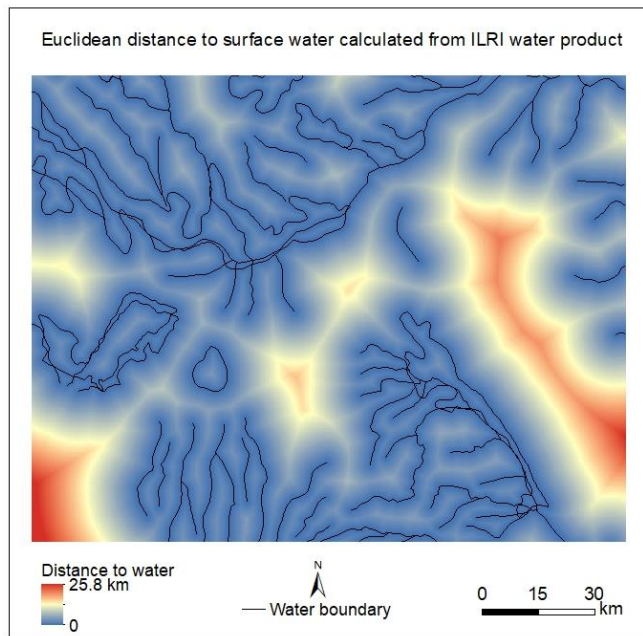 Euclidean distance to surface water calculated from ILRI water product
Distance to water
25.8 km
0
N
Water boundary
0 15 30
km